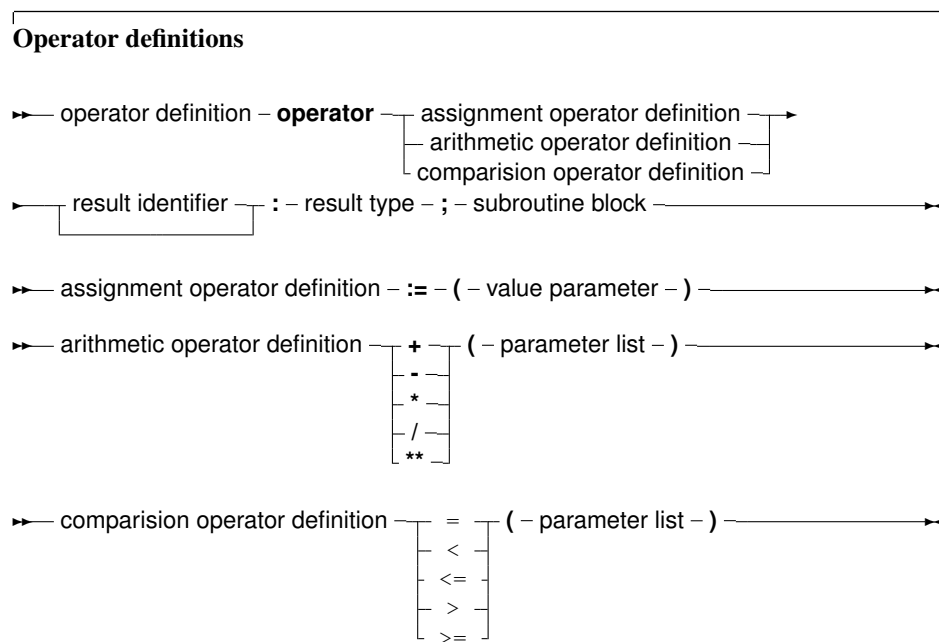 Operator definitions
operator definition operator assignment operator definition
arithmetic operator definition
comparision operator definition
result identifier : result type ; subroutine block
assignment operator definition := ( value parameter )
arithmetic operator definition + ( parameter list )
-
*
/
**
comparision operator definition = ( parameter list )
<
<=
>
>=